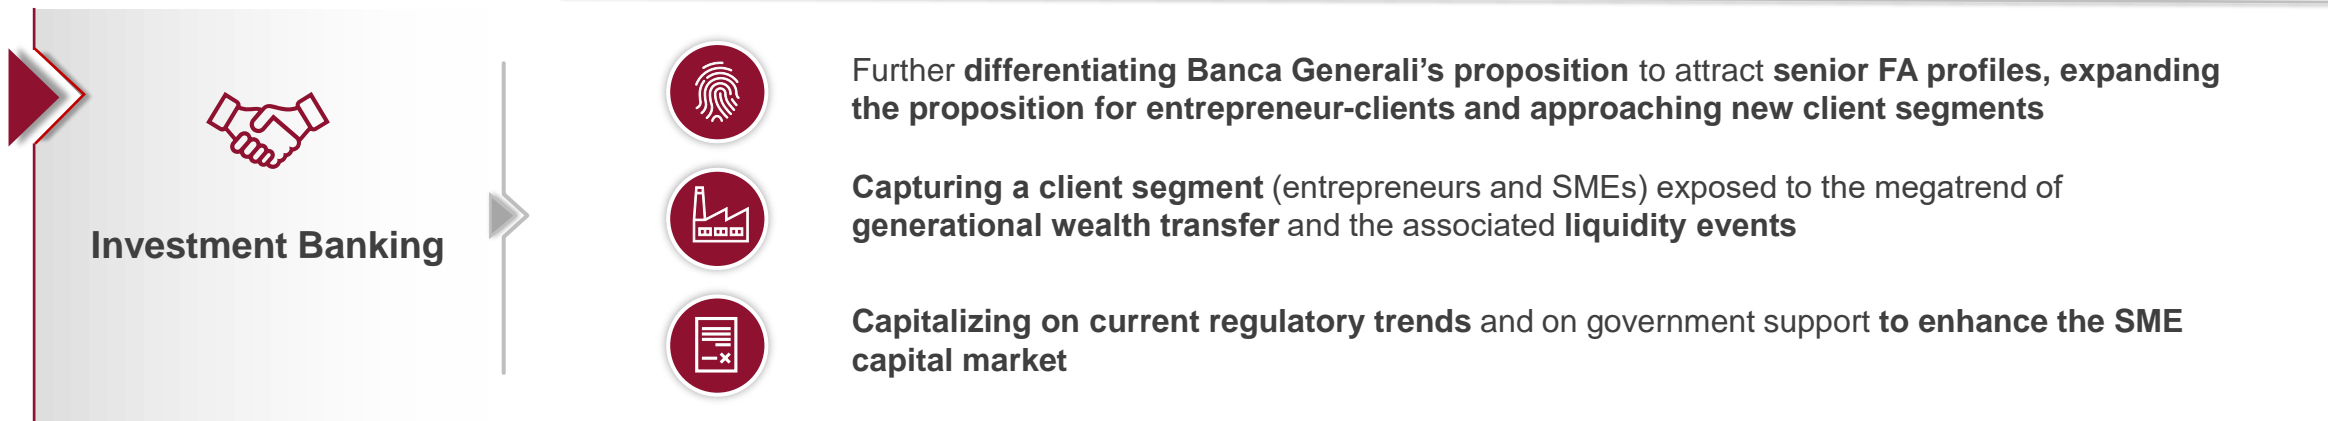 Investment Banking
Further differentiating Banca Generali’s proposition to attract senior FA profiles, expanding
the proposition for entrepreneur-clients and approaching new client segments
Capturing a client segment (entrepreneurs and SMEs) exposed to the megatrend of
generational wealth transfer and the associated liquidity events
Capitalizing on current regulatory trends and on government support to enhance the SME
capital market